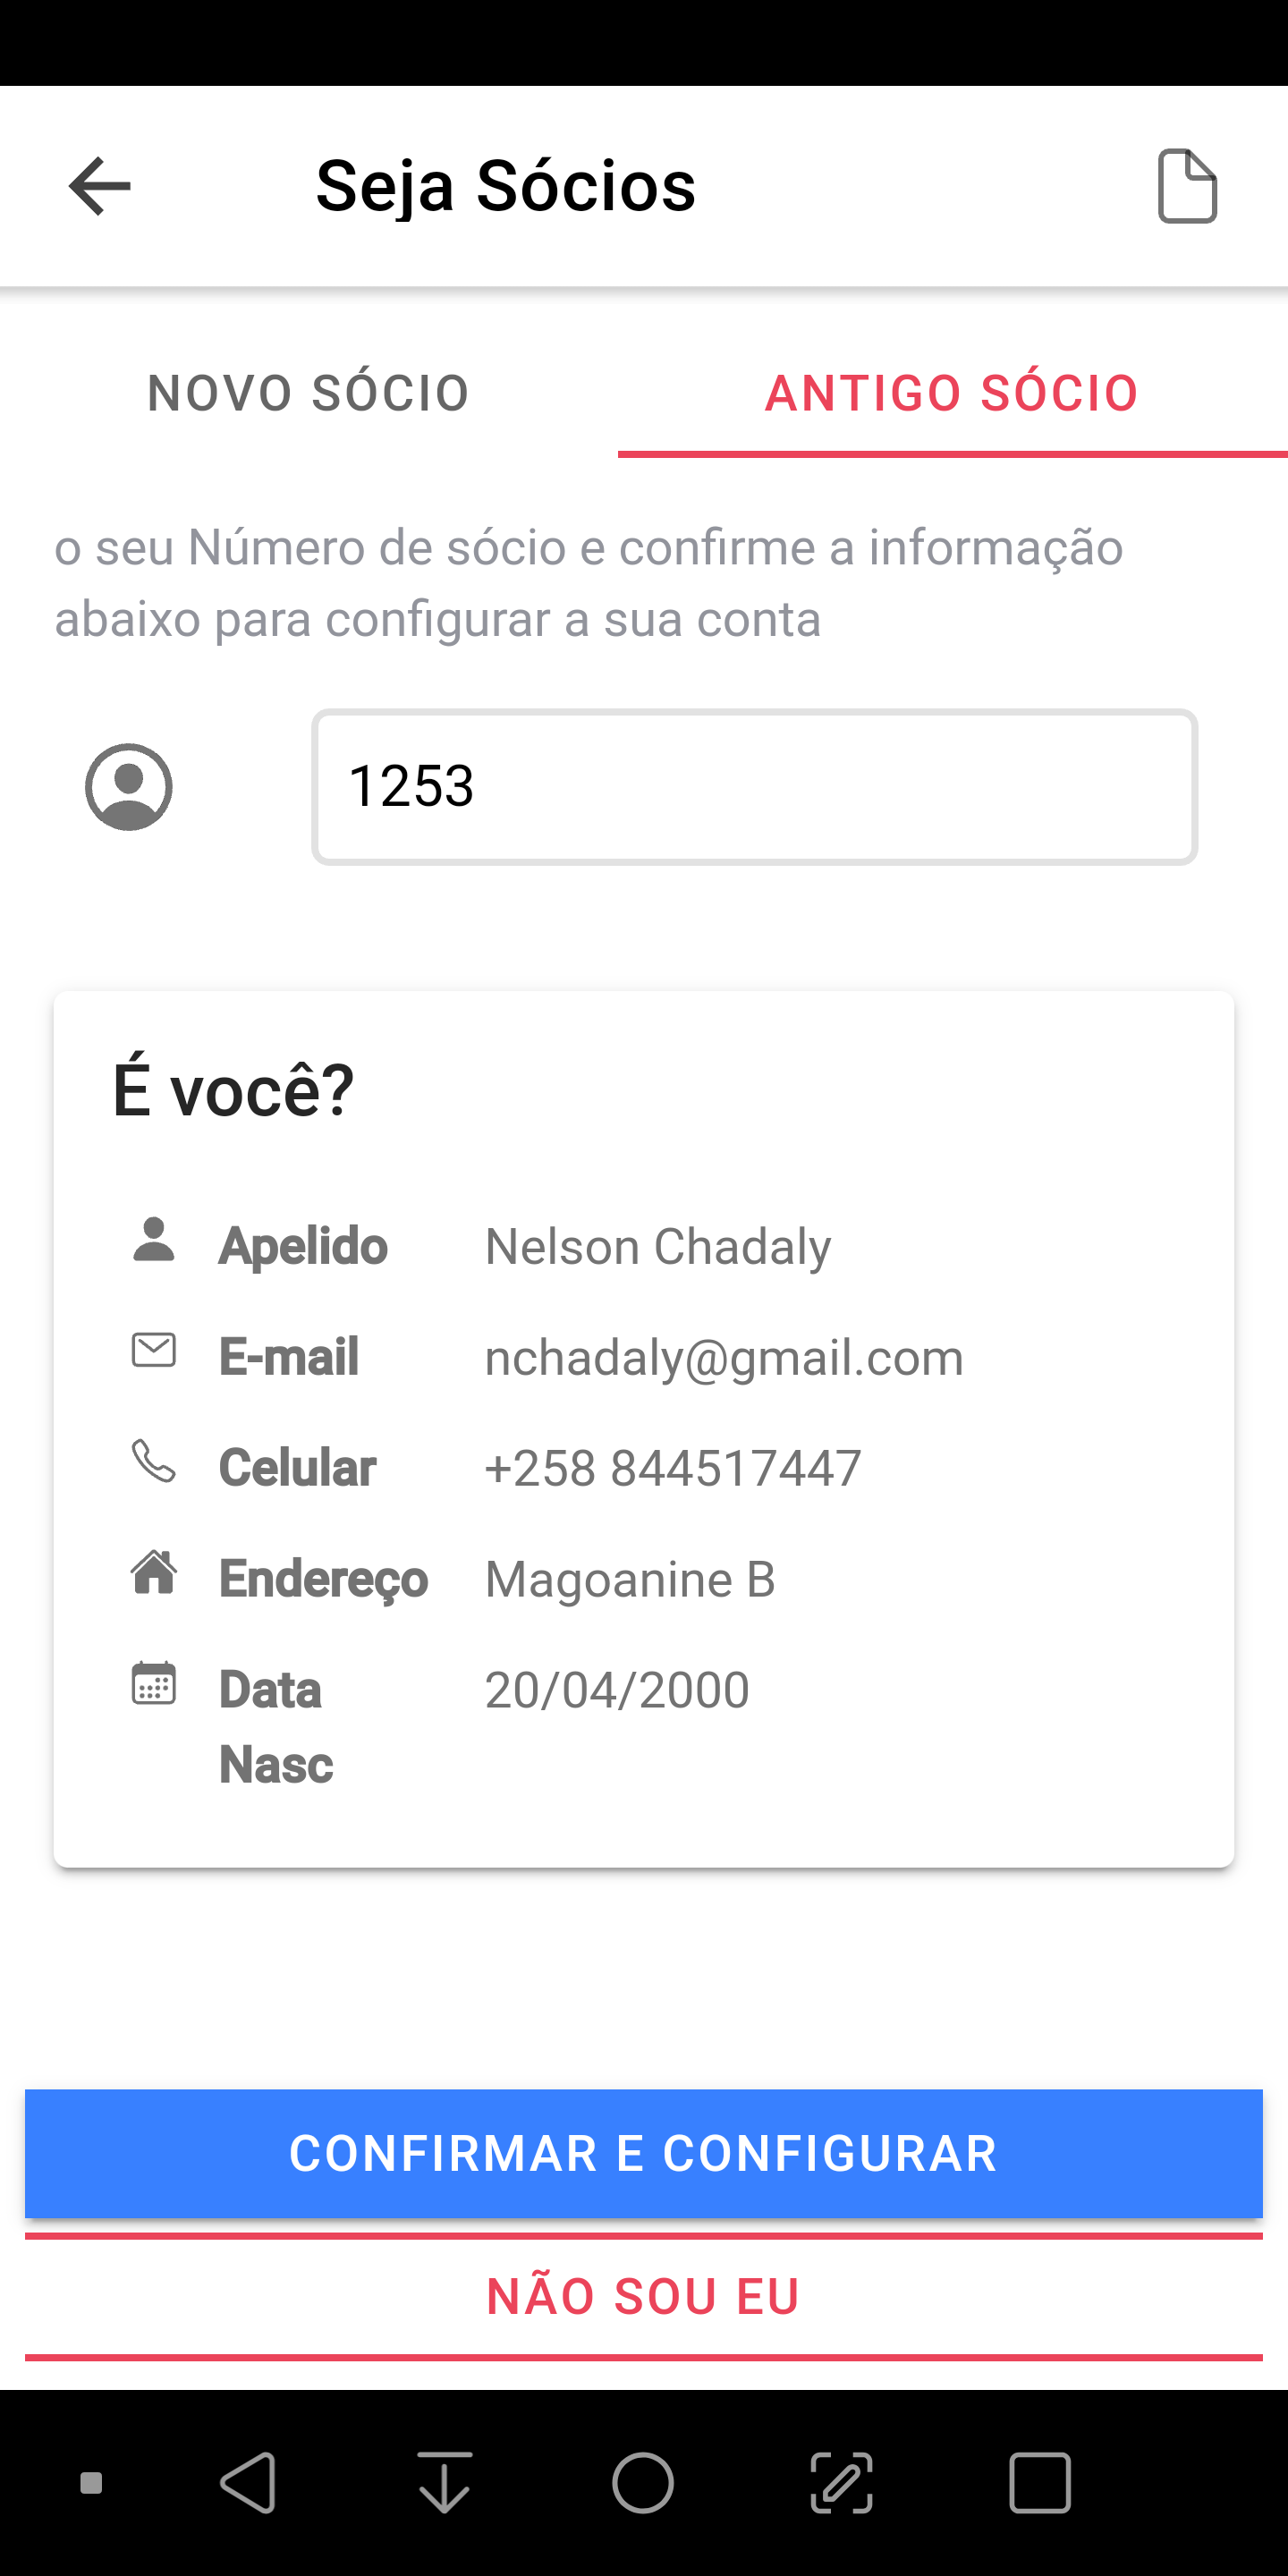 Seja Sócios
NOVO SÓCIO
ANTIGO SÓCIO
o seu Número de sócio e confirme a informação
abaixo para configurar a sua conta
1253
É você?
Apelido Nelson Chadaly
E-mail nchadaly@gmail.com
Celular +258 844517447
Endereço Magoanine B
Data 20/04/2000
Nasc
CONFIRMAR E CONFIGURAR
NÃO SOU EU